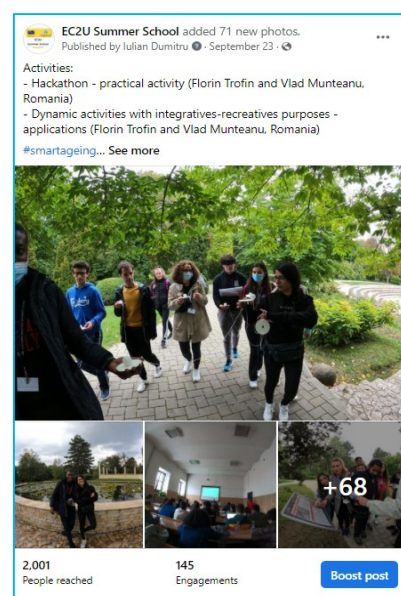 EC2U Summer School added 71 new photos.
Published by Iulian Dumitru · September 23 ·
Activities:
- Hackathon - practical activity (Florin Trofin and Vlad Munteanu,
Romania)
- Dynamic activities with integratives-recreatives purposes -
applications (Florin Trofin and Vlad Munteanu, Romania)
#smartageing... See more
+68
2,001
People reached
145
Engagements
Boost post